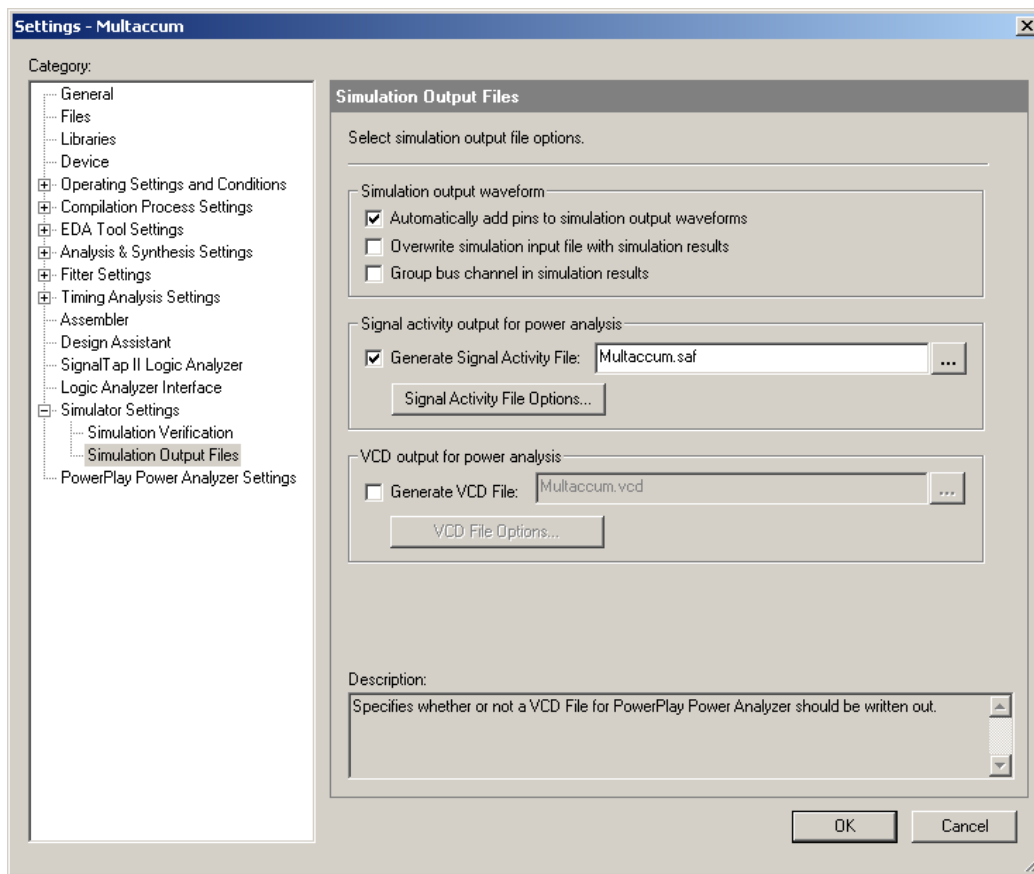 Settings - Multaccum
Category:
General
Files
Libraries
Device
Operating Settings and Conditions
Compilation Process Settings
EDA Tool Settings
Analysis & Synthesis Settings
Fitter Settings
Timing Analysis Settings
Assembler
Design Assistant
SignalTap II Logic Analyzer
Logic Analyzer Interface
Simulator Settings
Simulation Verification
Simulation Output Files
PowerPlay Power Analyzer Settings
Simulation Output Files
Select simulation output file options.
Simulation output waveform
Automatically add pins to simulation output waveforms
Overwrite simulation input file with simulation results
Group bus channel in simulation results
Signal activity output for power analysis
Generate Signal Activity File: Multaccum.saf ...
Signal Activity File Options...
VCD output for power analysis
Generate VCD File: Multaccum.vcd ...
VCD File Options...
Description:
Specifies whether or not a VCD File for PowerPlay Power Analyzer should be written out.
OK Cancel